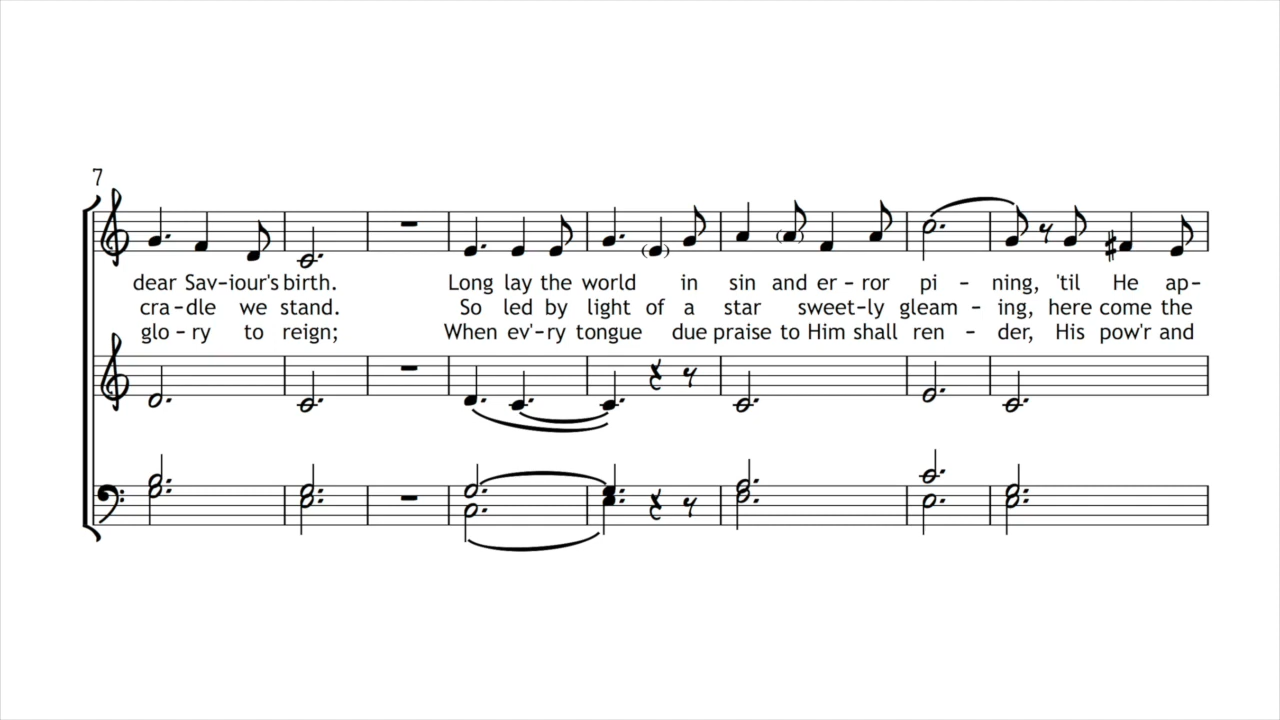 7
dear Sav-iour's birth. Long lay the world in sin and er-ror pi - ning, 'til He ap-
cra-dle we stand. So led by light of a star sweet-ly gleam - ing, here come the
glo-ry to reign; When ev'-ry tongue due praise to Him shall ren - der, His pow'r and